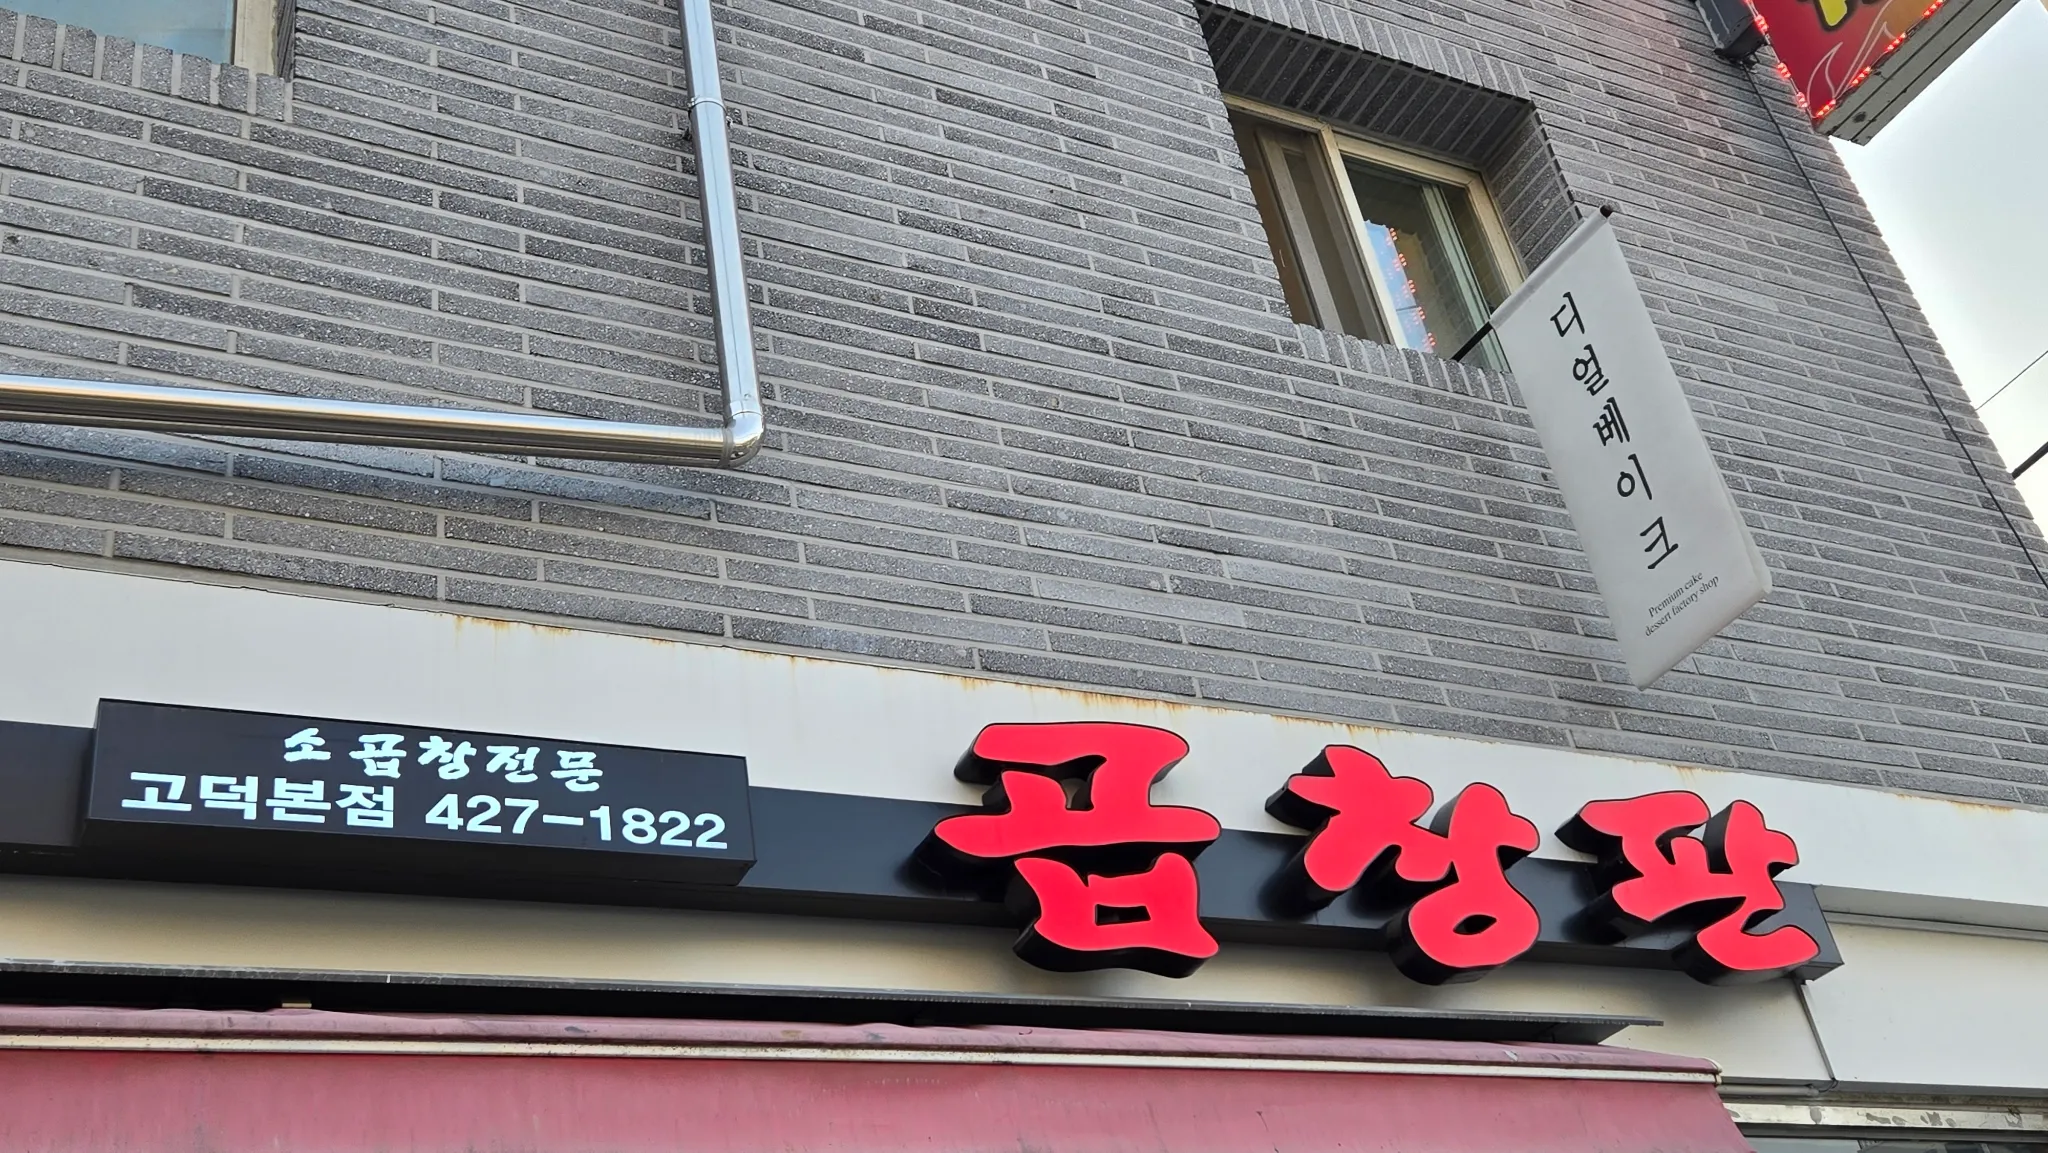 디열베이크
Premium cake
dessert factory shop
소곱창전문
고덕본점 427-1822
곱창판